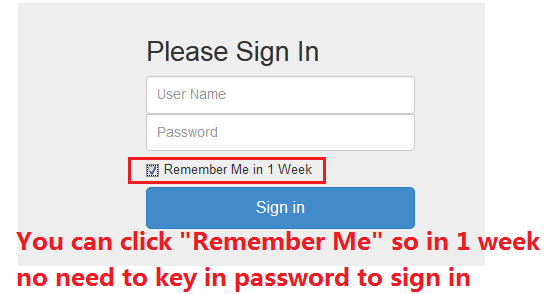 Please Sign In
User Name
Password
Remember Me in 1 Week
Sign in
You can click "Remember Me" so in 1 week
no need to key in password to sign in